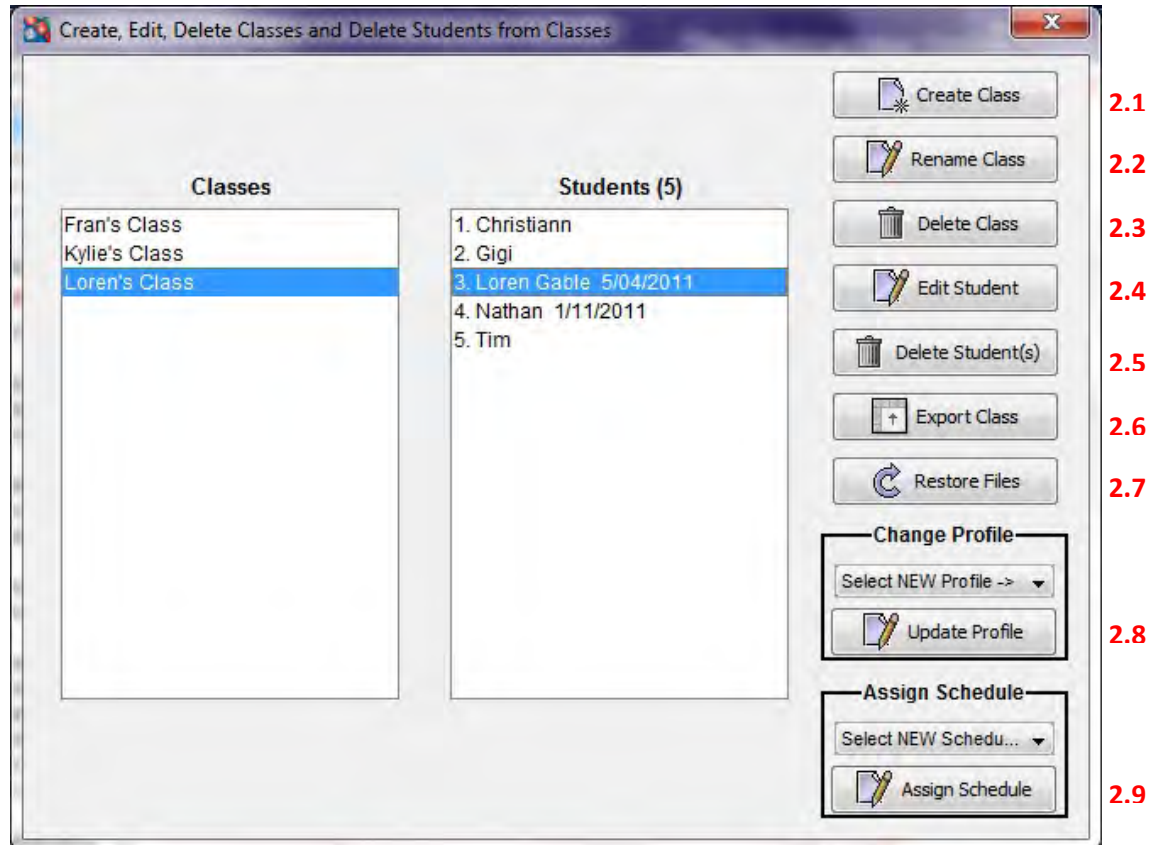 Create, Edit, Delete Classes and Delete Students from Classes
Create Class
2.1
Rename Class
2.2
Classes
Students (5)
Fran's Class
Kylie's Class
Loren's Class
1. Christiann
2. Gigi
3. Loren Gable 5/04/2011
4. Nathan 1/11/2011
5. Tim
Delete Class
2.3
Edit Student
2.4
Delete Student(s)
2.5
Export Class
2.6
Restore Files
2.7
Change Profile
Select NEW Profile ->
Update Profile
2.8
Assign Schedule
Select NEW Schedu...
Assign Schedule
2.9